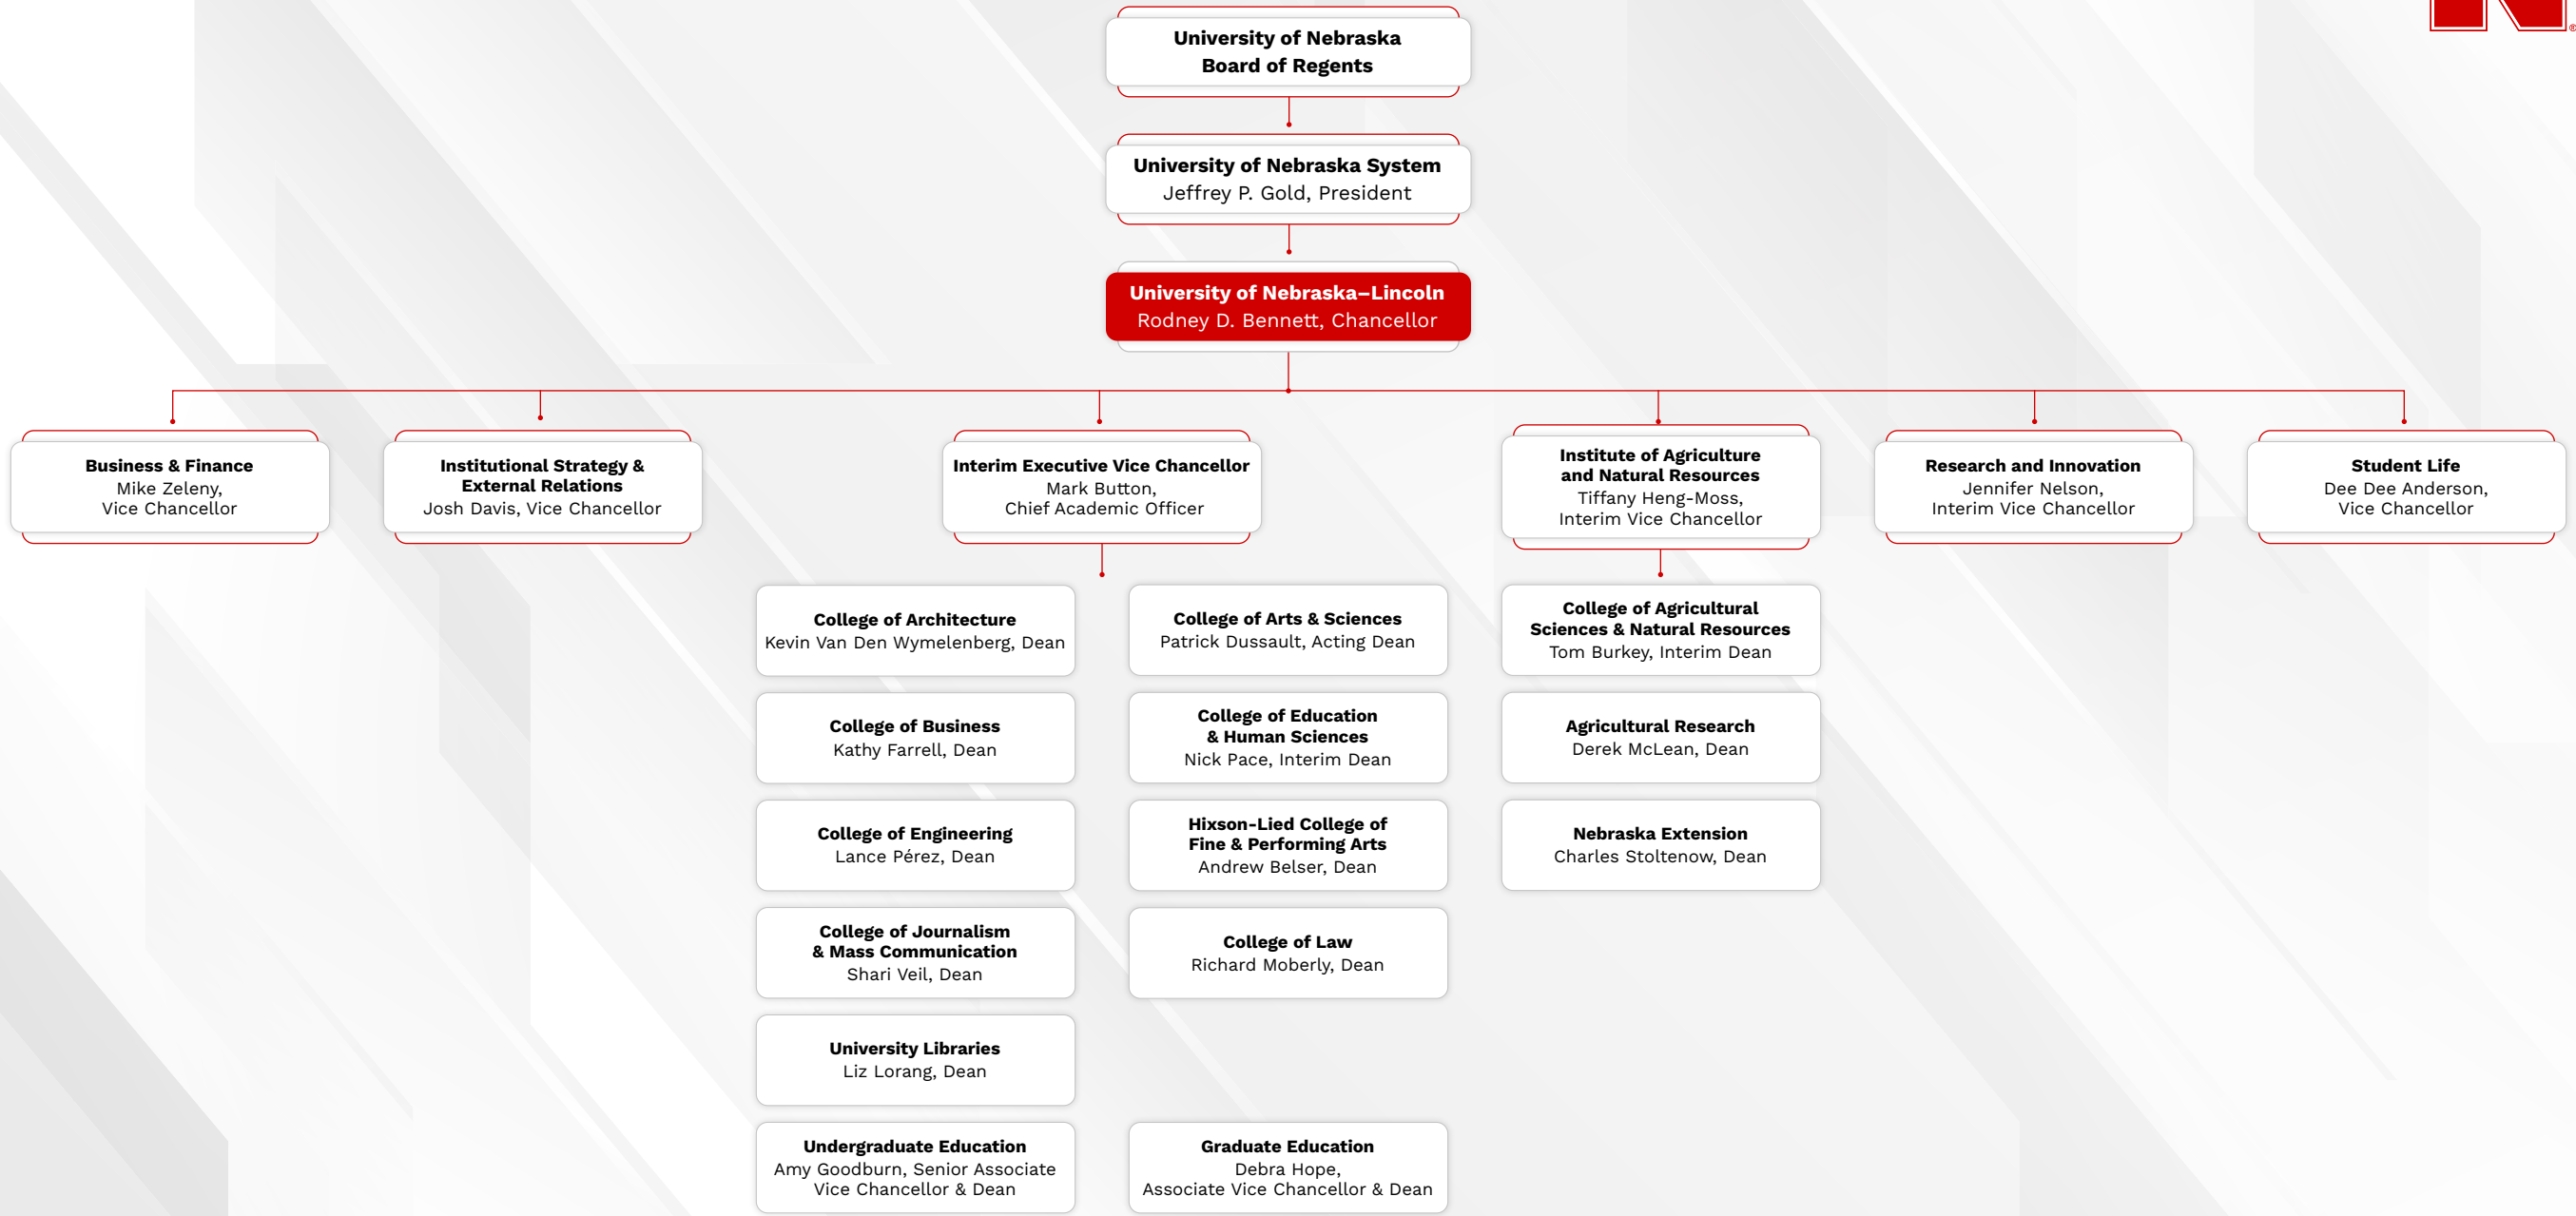 University of Nebraska
Board of Regents
University of Nebraska System
Jeffrey P. Gold, President
University of Nebraska–Lincoln
Rodney D. Bennett, Chancellor
Business & Finance
Mike Zeleny,
Vice Chancellor
Institutional Strategy &
External Relations
Josh Davis, Vice Chancellor
Interim Executive Vice Chancellor
Mark Button,
Chief Academic Officer
Institute of Agriculture
and Natural Resources
Tiffany Heng-Moss,
Interim Vice Chancellor
Research and Innovation
Jennifer Nelson,
Interim Vice Chancellor
Student Life
Dee Dee Anderson,
Vice Chancellor
College of Architecture
Kevin Van Den Wymelenberg, Dean
College of Arts & Sciences
Patrick Dussault, Acting Dean
College of Agricultural
Sciences & Natural Resources
Tom Burkey, Interim Dean
College of Business
Kathy Farrell, Dean
College of Education
& Human Sciences
Nick Pace, Interim Dean
Agricultural Research
Derek McLean, Dean
College of Engineering
Lance Pérez, Dean
Hixson-Lied College of
Fine & Performing Arts
Andrew Belser, Dean
Nebraska Extension
Charles Stoltenow, Dean
College of Journalism
& Mass Communication
Shari Veil, Dean
College of Law
Richard Moberly, Dean
University Libraries
Liz Lorang, Dean
Undergraduate Education
Amy Goodburn, Senior Associate
Vice Chancellor & Dean
Graduate Education
Debra Hope,
Associate Vice Chancellor & Dean